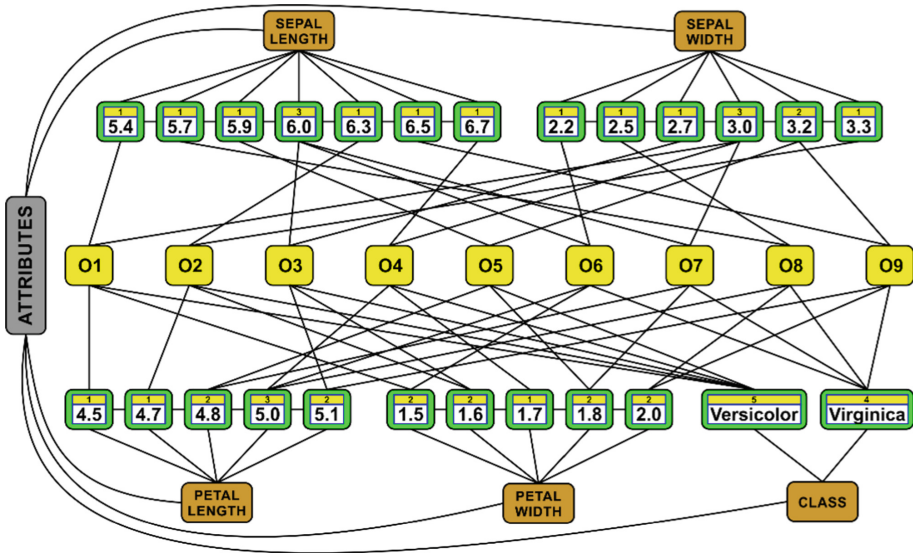 SEPAL
LENGTH
SEPAL
WIDTH
1 1 1 3 1 1 1 1 1 1 3 2 1
5.4 5.7 5.9 6.0 6.3 6.5 6.7 2.2 2.5 2.7 3.0 3.2 3.3
ATTRIBUTES
O1 O2 O3 O4 O5 O6 O7 O8 O9
1 1 2 3 2 2 2 1 2 2 5 4
4.5 4.7 4.8 5.0 5.1 1.5 1.6 1.7 1.8 2.0 Versicolor Virginica
PETAL
LENGTH
PETAL
WIDTH
CLASS